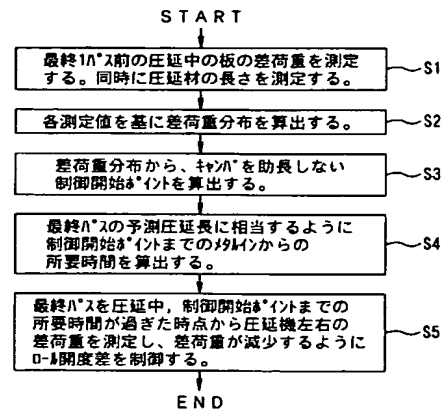 START
最終1ﾊﾟｽ前の圧延中の板の差荷重を測定
する。同時に圧延材の長さを測定する。
S1
各測定値を基に差荷重分布を算出する。
S2
差荷重分布から、ｷｬﾝﾊﾞを助長しない
制御開始ﾎﾟｲﾝﾄを算出する。
S3
最終ﾊﾟｽの予測圧延長に相当するように
制御開始ﾎﾟｲﾝﾄまでのﾒﾀﾙｲﾝからの
所要時間を算出する。
S4
最終ﾊﾟｽを圧延中，制御開始ﾎﾟｲﾝﾄまでの
所要時間が過ぎた時点から圧延機左右の
差荷重を測定し、差荷重が減少するように
ﾛｰﾙ開度差を制御する。
S5
END